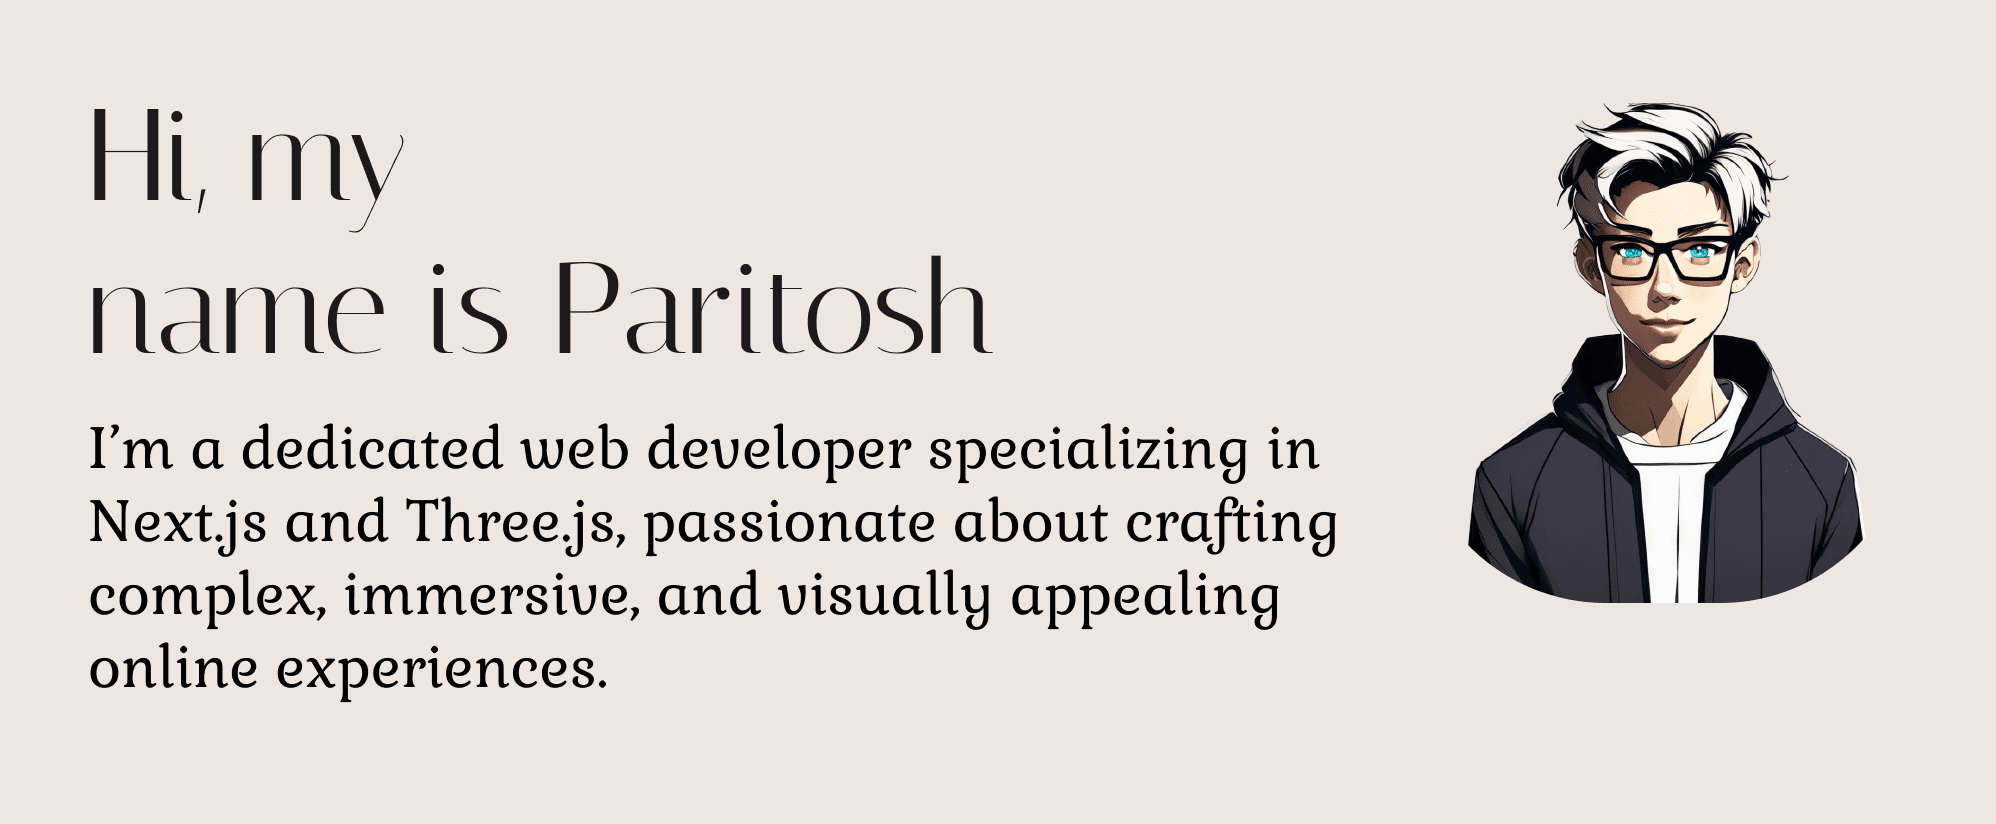 Hi, my
name is Paritosh
I’m a dedicated web developer specializing in
Next.js and Three.js, passionate about crafting
complex, immersive, and visually appealing
online experiences.